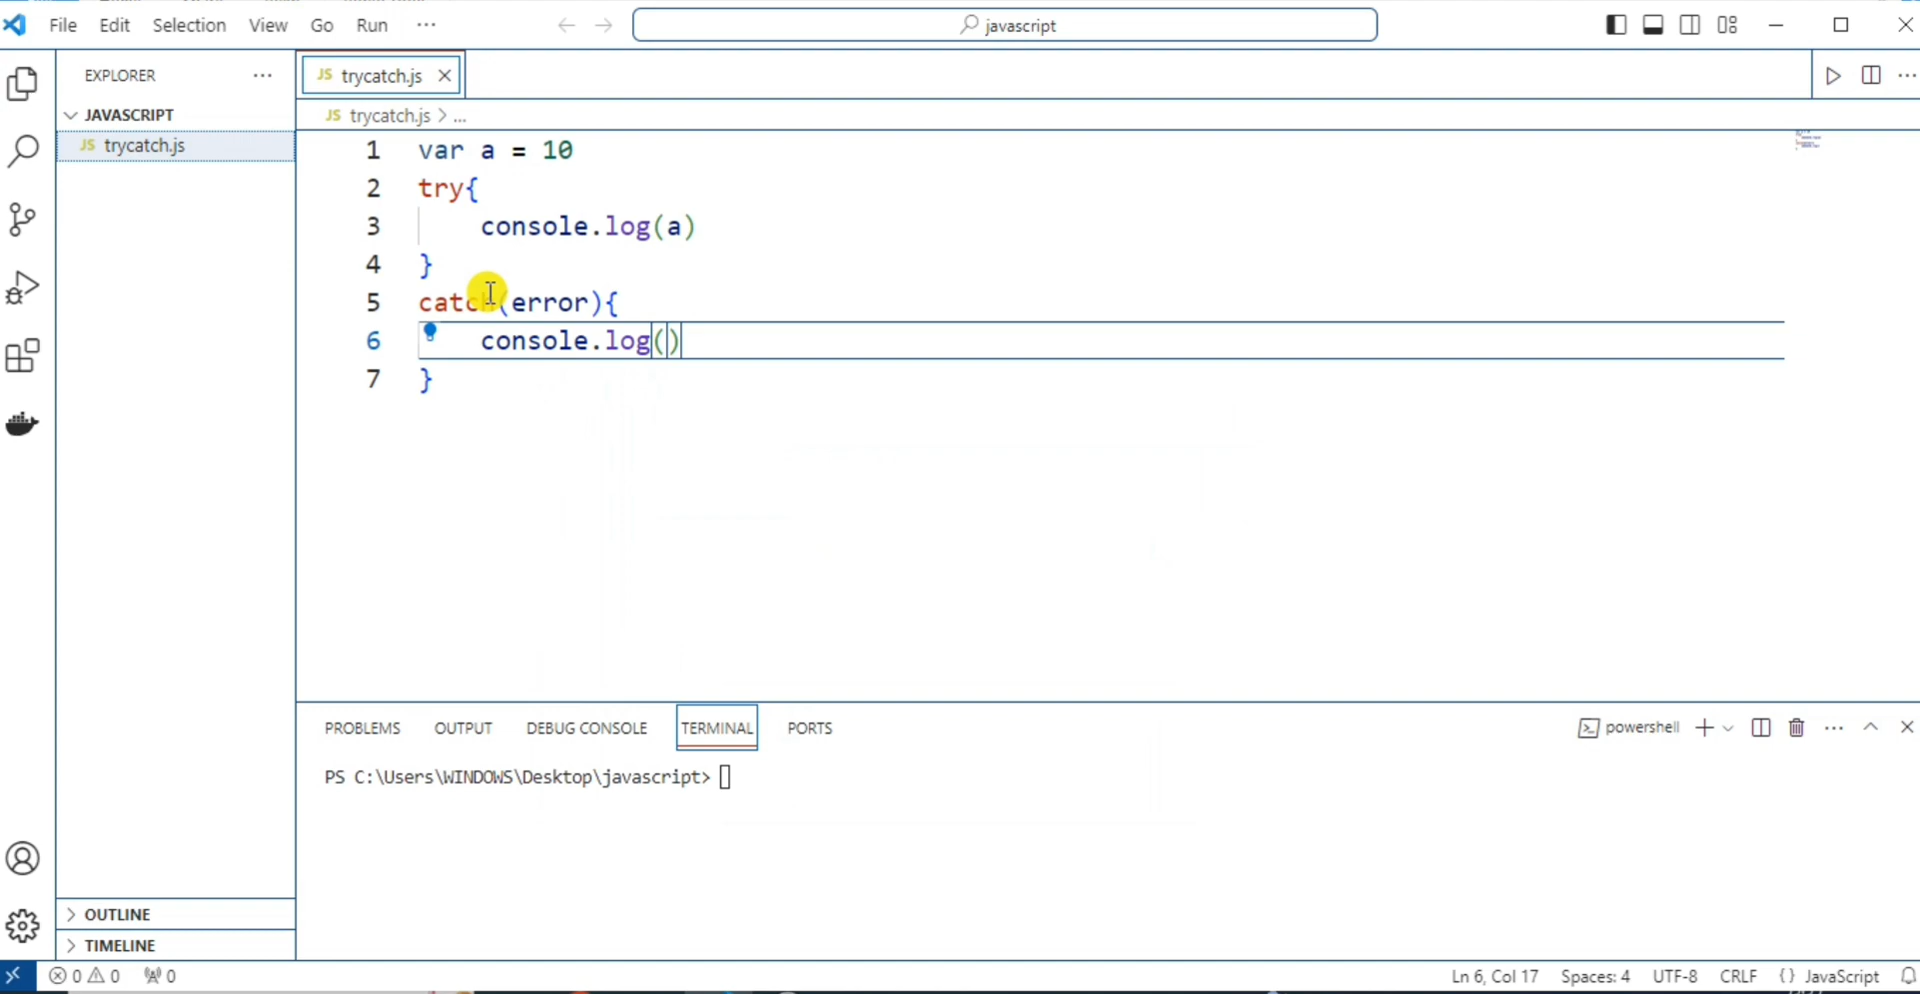 File Edit Selection View Go Run ···
javascript
EXPLORER ···
JAVASCRIPT
JS trycatch.js
OUTLINE
TIMELINE
JS trycatch.js
JS trycatch.js > ...
1 var a = 10
2 try{
3     console.log(a)
4 }
5 catch(error){
6     console.log()
7 }
PROBLEMS OUTPUT DEBUG CONSOLE TERMINAL PORTS
powershell
PS C:\Users\WINDOWS\Desktop\javascript>
0 0 0
Ln 6, Col 17 Spaces: 4 UTF-8 CRLF { } JavaScript